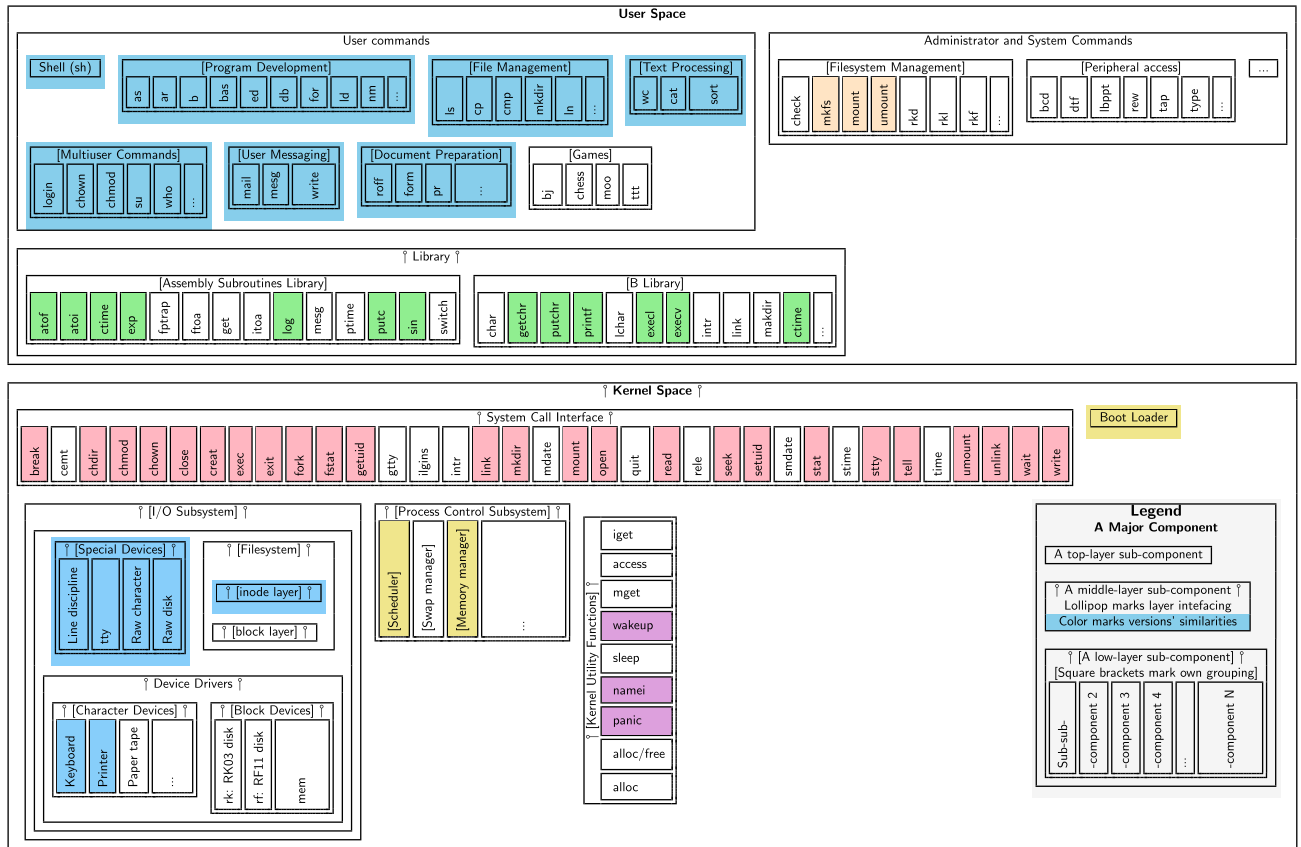 User Space
User commands
Shell (sh)
[Program Development]
as ar b bas ed db for ld nm ...
[File Management]
ls cp cmp mkdir ln ...
[Text Processing]
wc cat sort
[Multiuser Commands]
login chown chmod su who ...
[User Messaging]
mail mesg write
[Document Preparation]
roff form pr ...
[Games]
bj chess moo ttt
Administrator and System Commands
[Filesystem Management]
check mkfs mount umount rkd rkl rkf ...
[Peripheral access]
bcd dtf lbppt rew tap type ...
...
Library
[Assembly Subroutines Library]
atof atoi ctime exp fptrap ftoa get itoa log mesg ptime putc sin switch
[B Library]
char getchr putchr printf lchar execl execv intr link makdir ctime ...
Kernel Space
System Call Interface
break cemt chdir chmod chown close creat exec exit fork fstat getuid gtty ilgins intr link mkdir mdate mount open quit read rele seek setuid smdate stat stime stty tell time umount unlink wait write
Boot Loader
[I/O Subsystem]
[Special Devices]
Line discipline
tty
Raw character
Raw disk
[Filesystem]
[inode layer]
[block layer]
Device Drivers
[Character Devices]
Keyboard
Printer
Paper tape
...
[Block Devices]
rk: RK03 disk
rf: RF11 disk
mem
[Process Control Subsystem]
[Scheduler]
[Swap manager]
[Memory manager]
...
[Kernel Utility Functions]
iget
access
mget
wakeup
sleep
namei
panic
alloc/free
alloc
Legend
A Major Component
A top-layer sub-component
A middle-layer sub-component
Lollipop marks layer intefacing
Color marks versions' similarities
[A low-layer sub-component]
[Square brackets mark own grouping]
Sub-sub-
-component 2
-component 3
-component 4
...
-component N